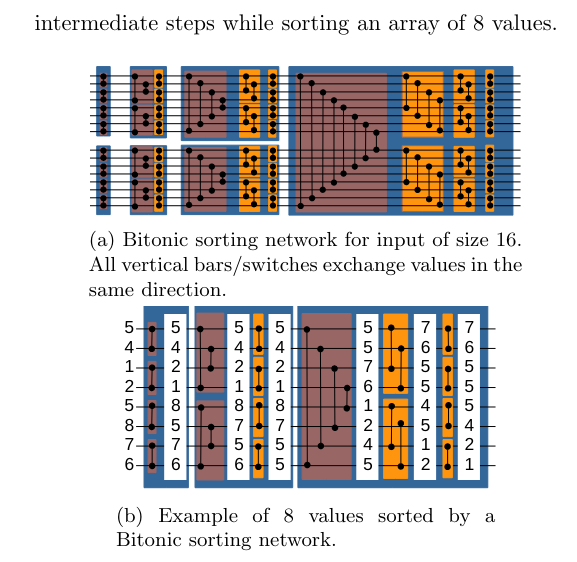 intermediate steps while sorting an array of 8 values.
(a) Bitonic sorting network for input of size 16.
All vertical bars/switches exchange values in the
same direction.
5 5 5 5 5 7 7
4 4 4 4 5 6 6
1 2 2 2 7 5 5
2 1 1 1 6 5 5
5 8 8 8 1 4 5
8 5 7 7 2 5 4
7 7 5 5 4 1 2
6 6 6 5 5 2 1
(b) Example of 8 values sorted by a
Bitonic sorting network.